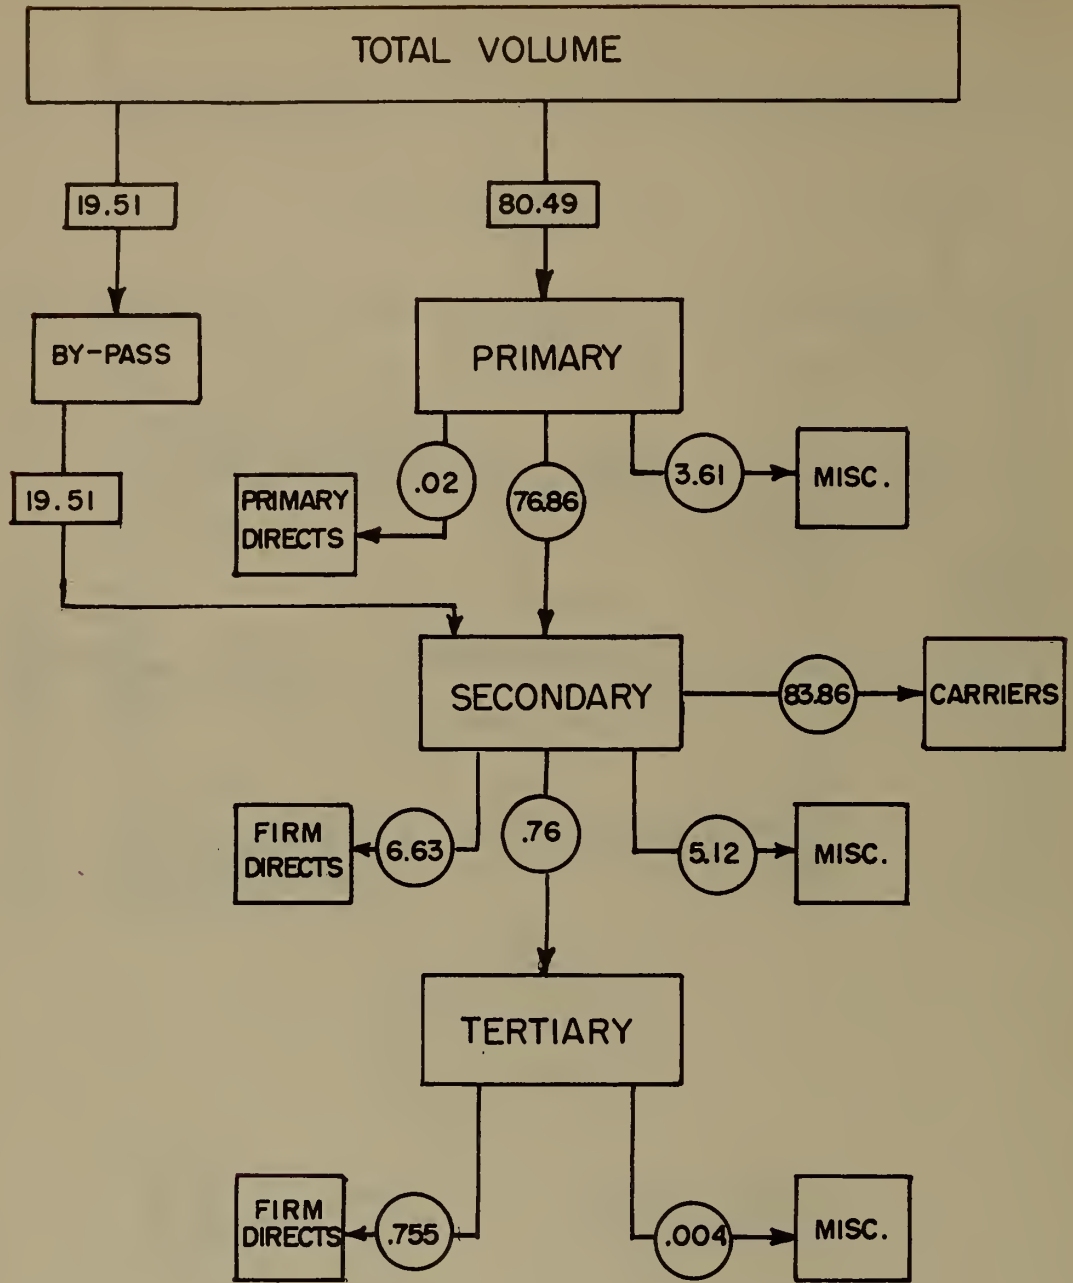 TOTAL VOLUME
19.51
80.49
BY-PASS
PRIMARY
19.51
PRIMARY
DIRECTS
.02
76.86
3.61
MISC.
SECONDARY
83.86
CARRIERS
FIRM
DIRECTS
6.63
.76
5.12
MISC.
TERTIARY
FIRM
DIRECTS
.755
.004
MISC.